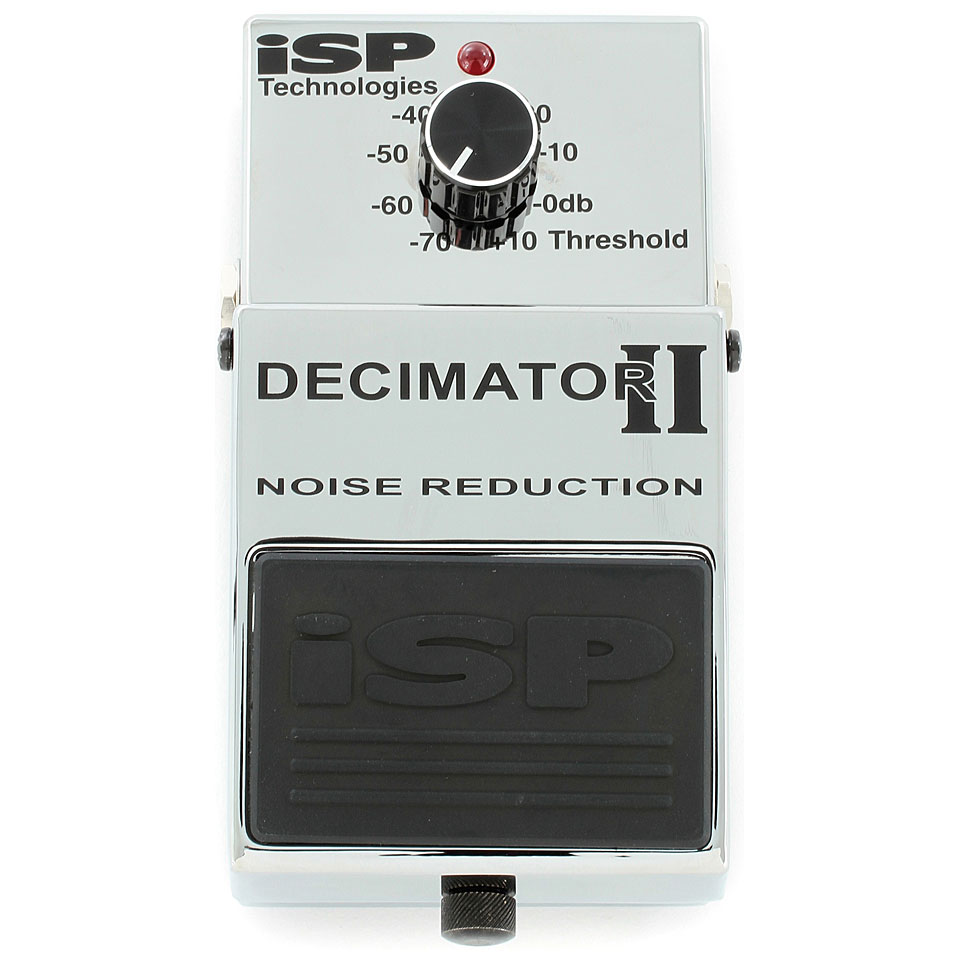 iSP
Technologies
-40
-50
-10
-60
-0db
-70
+10 Threshold
DECIMATOR II
NOISE REDUCTION
iSP